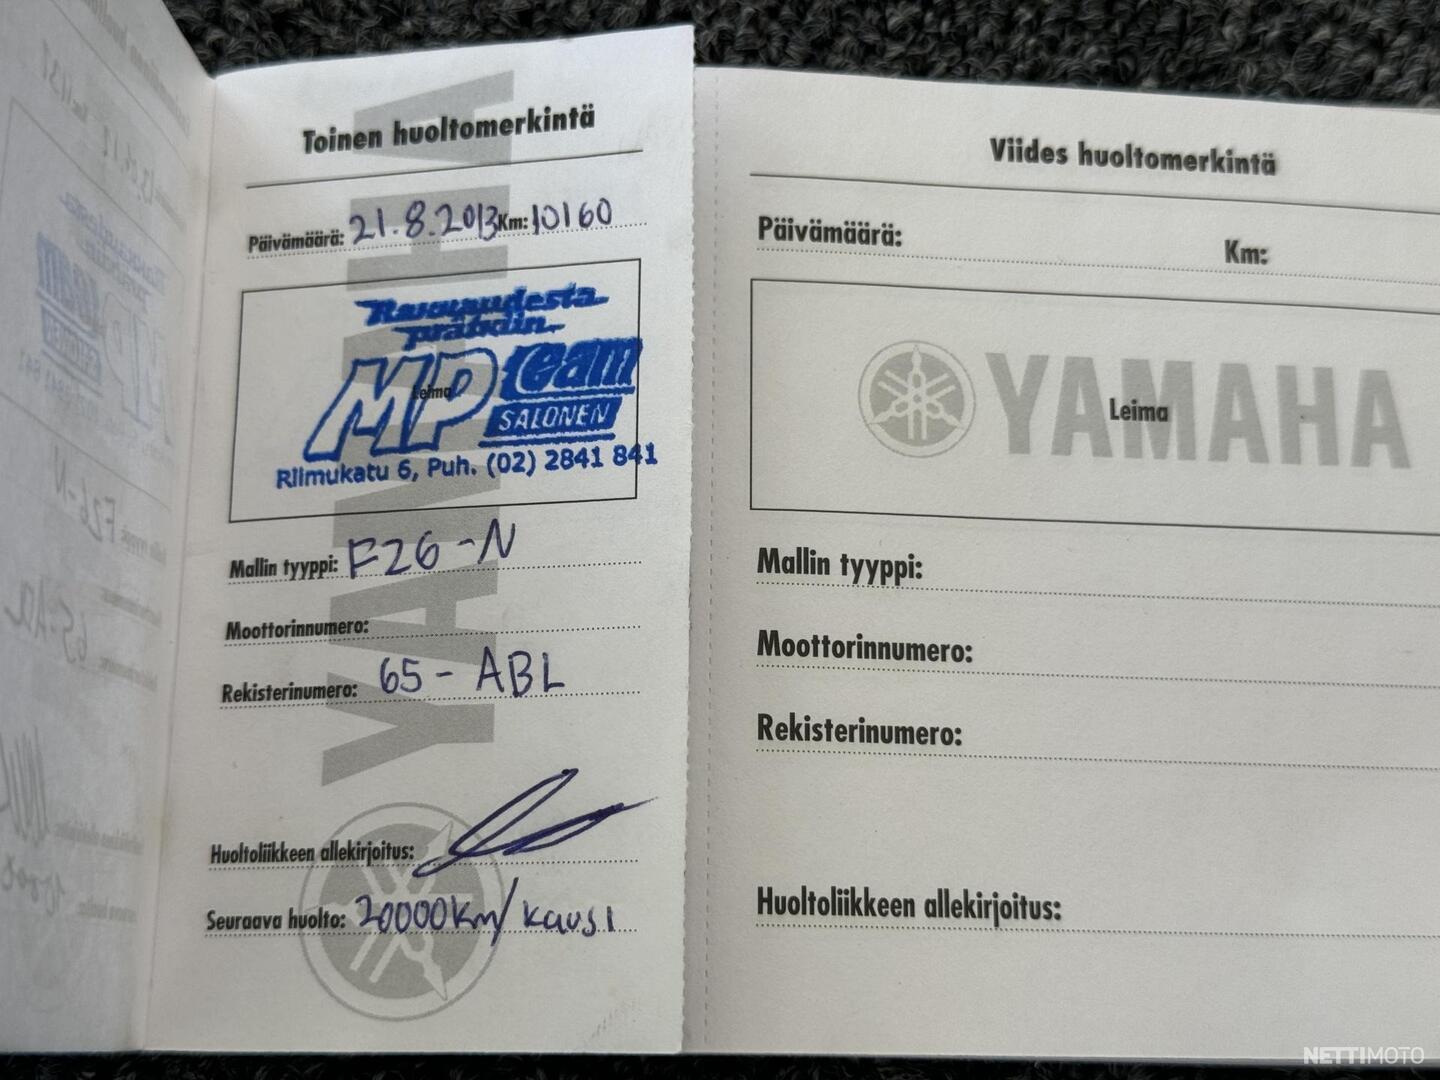 Toinen huoltomerkintä
Päivämäärä: 21.8.2013 Km: 10160
Ravaudesta
MP Team
Leima
SALONEN
Riimukatu 6, Puh. (02) 2841 841
Mallin tyyppi: F26-N
Moottorinnumero:
Rekisterinumero: 65-ABL
Huoltoliikkeen allekirjoitus:
Seuraava huolto: 20000km/kausi
YAMAHA
Viides huoltomerkintä
Päivämäärä:
Km:
YAMAHA
Leima
Mallin tyyppi:
Moottorinnumero:
Rekisterinumero:
Huoltoliikkeen allekirjoitus:
NETTIMOTO